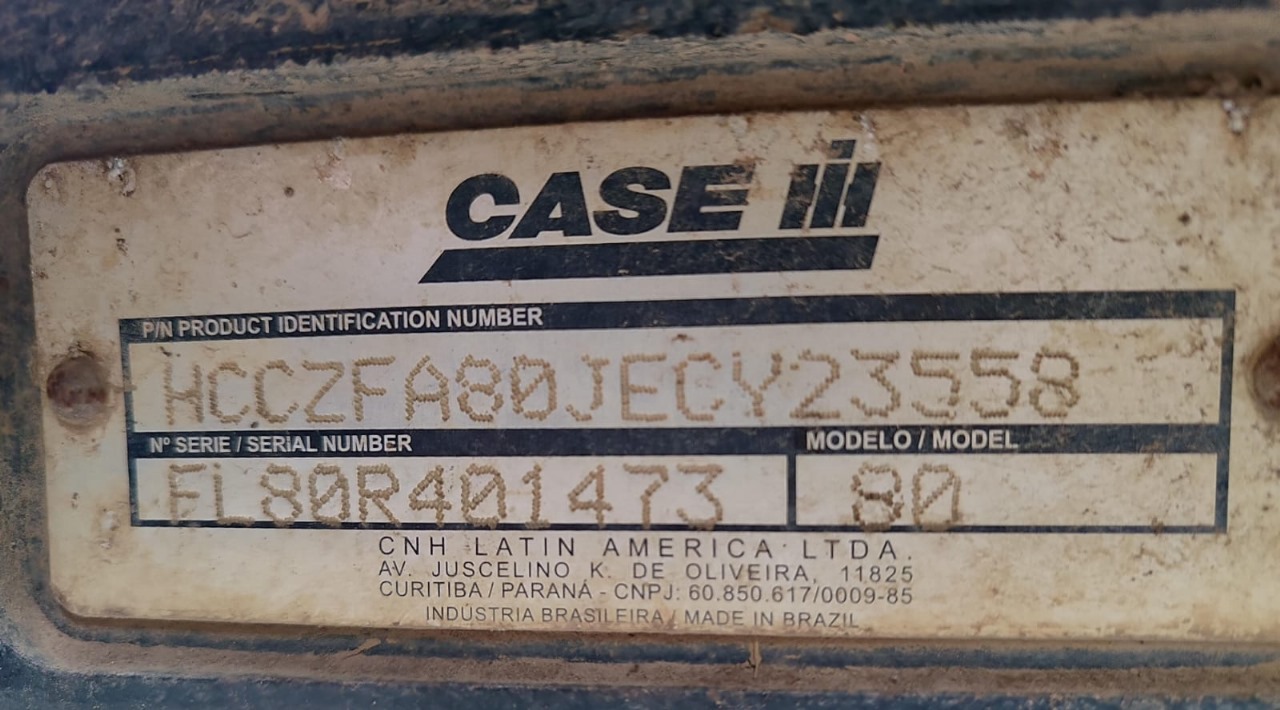 CASE IH
P/N PRODUCT IDENTIFICATION NUMBER
HCCZFA80JECY23558
Nº SERIE / SERIAL NUMBER MODELO / MODEL
FL80R401473 80
CNH LATIN AMERICA LTDA.
AV. JUSCELINO K. DE OLIVEIRA, 11825
CURITIBA / PARANÁ - CNPJ: 60.850.617/0009-85
INDÚSTRIA BRASILEIRA / MADE IN BRAZIL